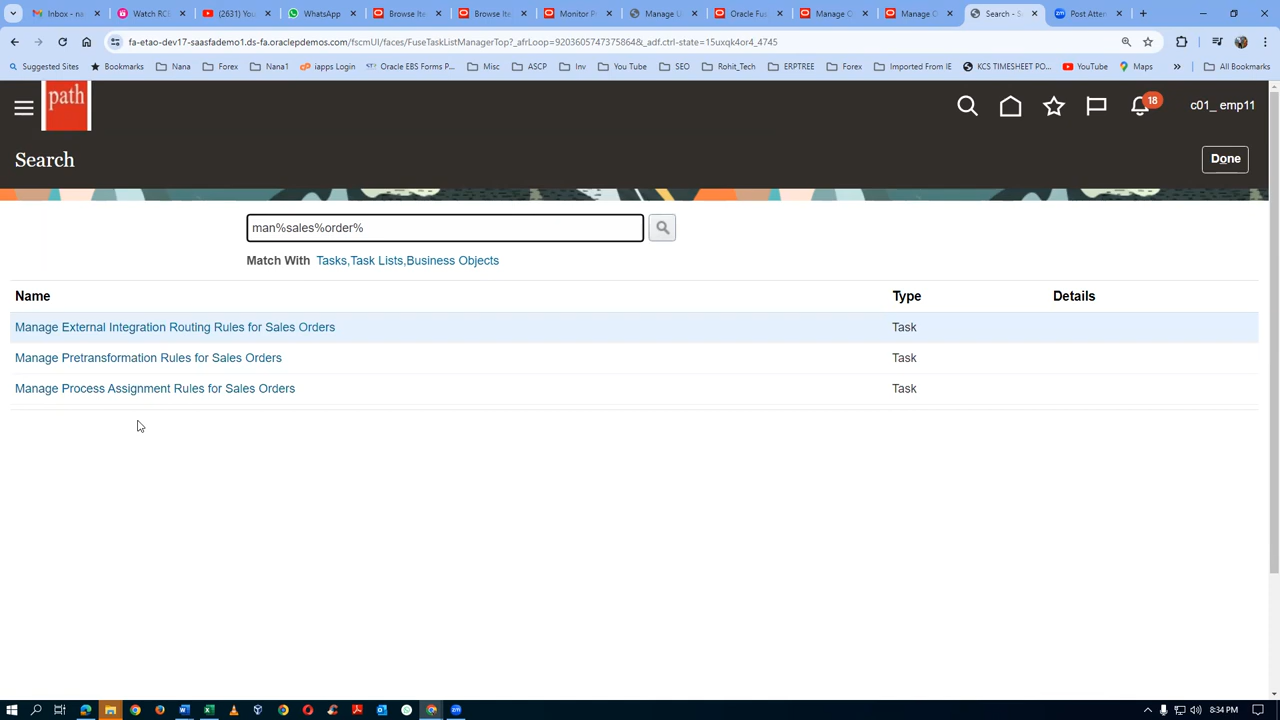 Inbox - na
Watch RCI
(2631) You
WhatsApp
Browse Ite
Browse Ite
Monitor P
Manage U
Oracle Fus
Manage O
Manage O
Search - S
Post Atter
fa-etao-dev17-saasfademo1.ds-fa.oraclepdemos.com/fscmUI/faces/FuseTaskListManagerTop?_afrLoop=9203605747375864&_adf.ctrl-state=15uxqk4or4_4745
Suggested Sites
Bookmarks
Nana
Forex
Nana1
iapps Login
Oracle EBS Forms P...
Misc
ASCP
Inv
You Tube
SEO
Rohit_Tech
ERPTREE
Forex
Imported From IE
KCS TIMESHEET PO...
YouTube
Maps
»
All Bookmarks
path
18
c01_ emp11
Search
Done
man%sales%order%
Match With Tasks,Task Lists,Business Objects
Name Type Details
Manage External Integration Routing Rules for Sales Orders Task
Manage Pretransformation Rules for Sales Orders Task
Manage Process Assignment Rules for Sales Orders Task
8:34 PM